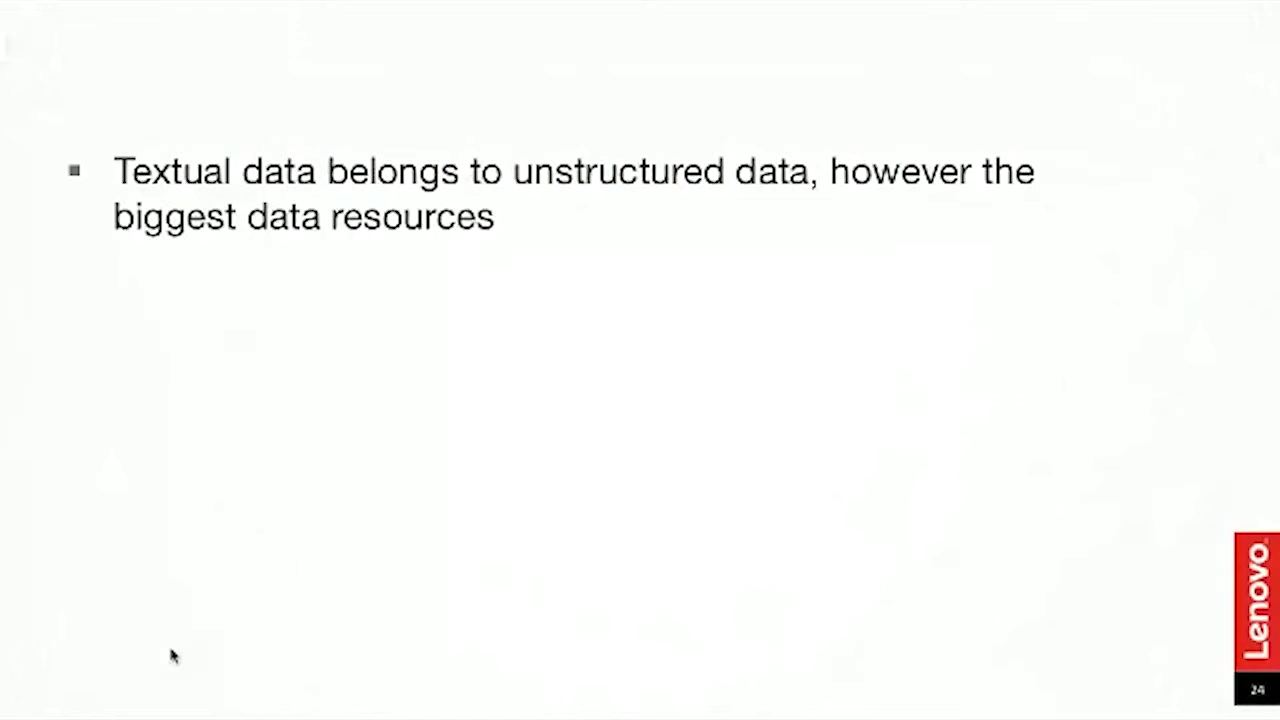 Textual data belongs to unstructured data, however the
biggest data resources
Lenovo
24